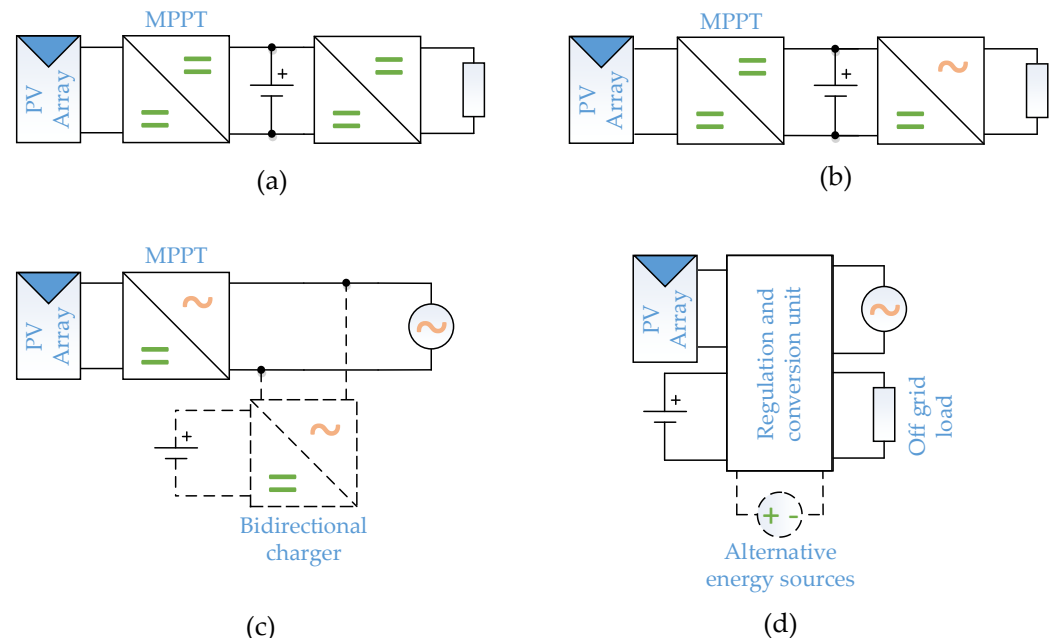 MPPT
PV
Array
+
(a)
MPPT
PV
Array
+
(b)
MPPT
PV
Array
+
Bidirectional
charger
(c)
PV
Array
+
Regulation and
conversion unit
Off grid
load
+ -
Alternative
energy sources
(d)